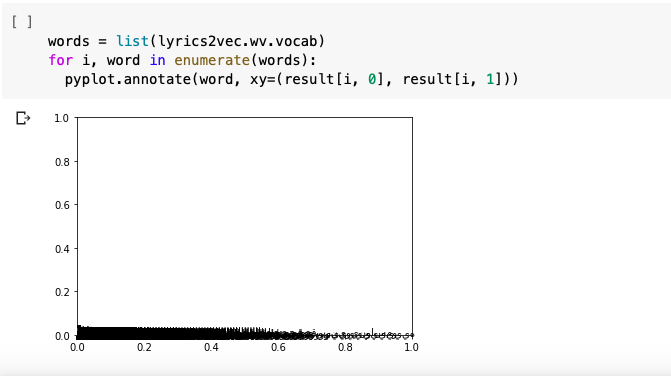 [ ]
words = list(lyrics2vec.wv.vocab)
for i, word in enumerate(words):
  pyplot.annotate(word, xy=(result[i, 0], result[i, 1]))
1.0
0.8
0.6
0.4
0.2
0.0
0.0 0.2 0.4 0.6 0.8 1.0